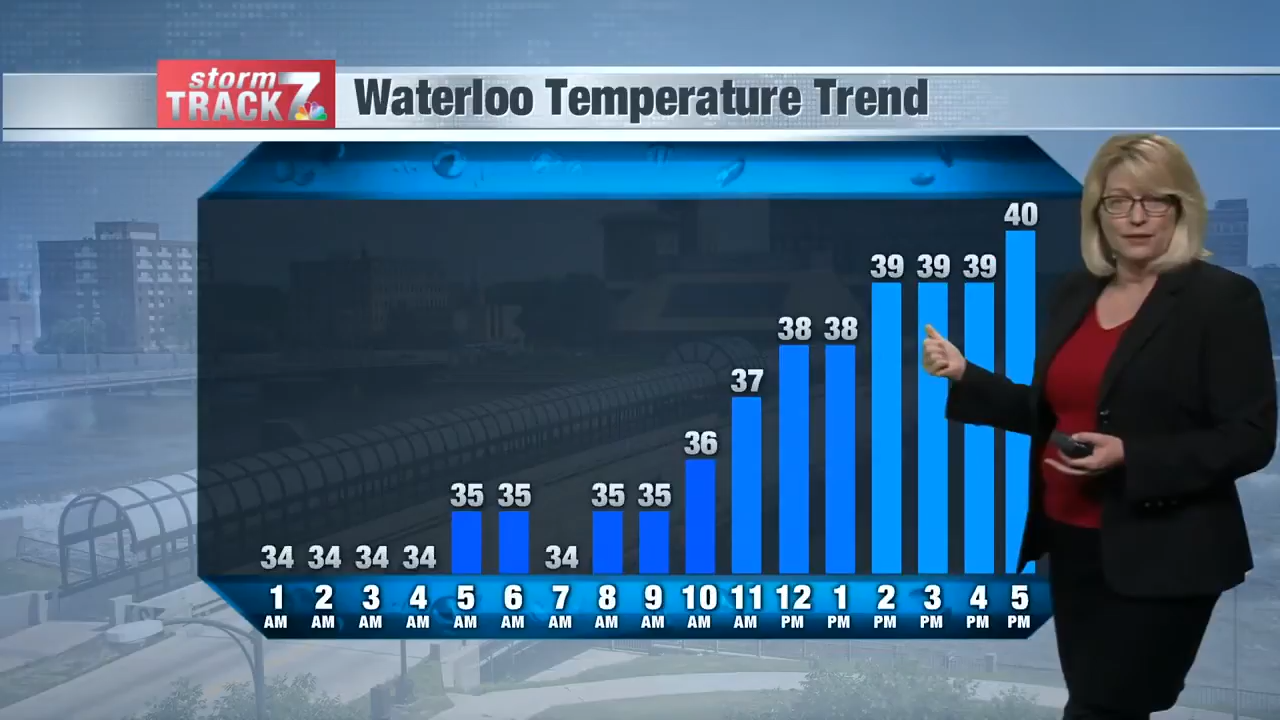 storm
TRACK 7
Waterloo Temperature Trend
40
39 39 39
38 38
37
36
35 35 35 35
34 34 34 34 34
1 2 3 4 5 6 7 8 9 10 11 12 1 2 3 4 5
AM AM AM AM AM AM AM AM AM AM AM PM PM PM PM PM PM